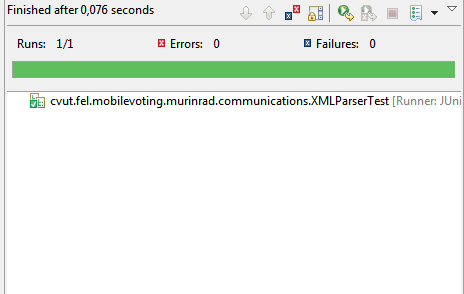 Finished after 0,076 seconds
Runs: 1/1 Errors: 0 Failures: 0
cvut.fel.mobilevoting.murinrad.communications.XMLParserTest [Runner: JUni